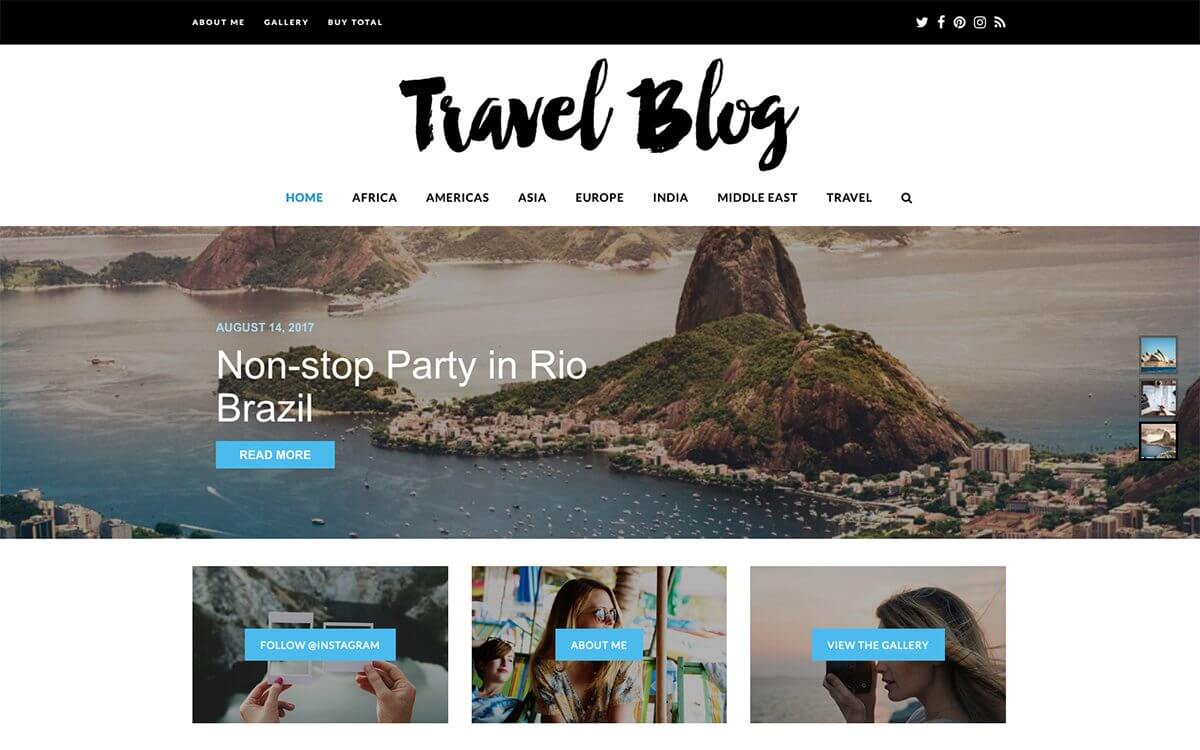 ABOUT ME GALLERY BUY TOTAL
Travel Blog
HOME AFRICA AMERICAS ASIA EUROPE INDIA MIDDLE EAST TRAVEL
AUGUST 14, 2017
Non-stop Party in Rio
Brazil
READ MORE
FOLLOW @INSTAGRAM ABOUT ME VIEW THE GALLERY